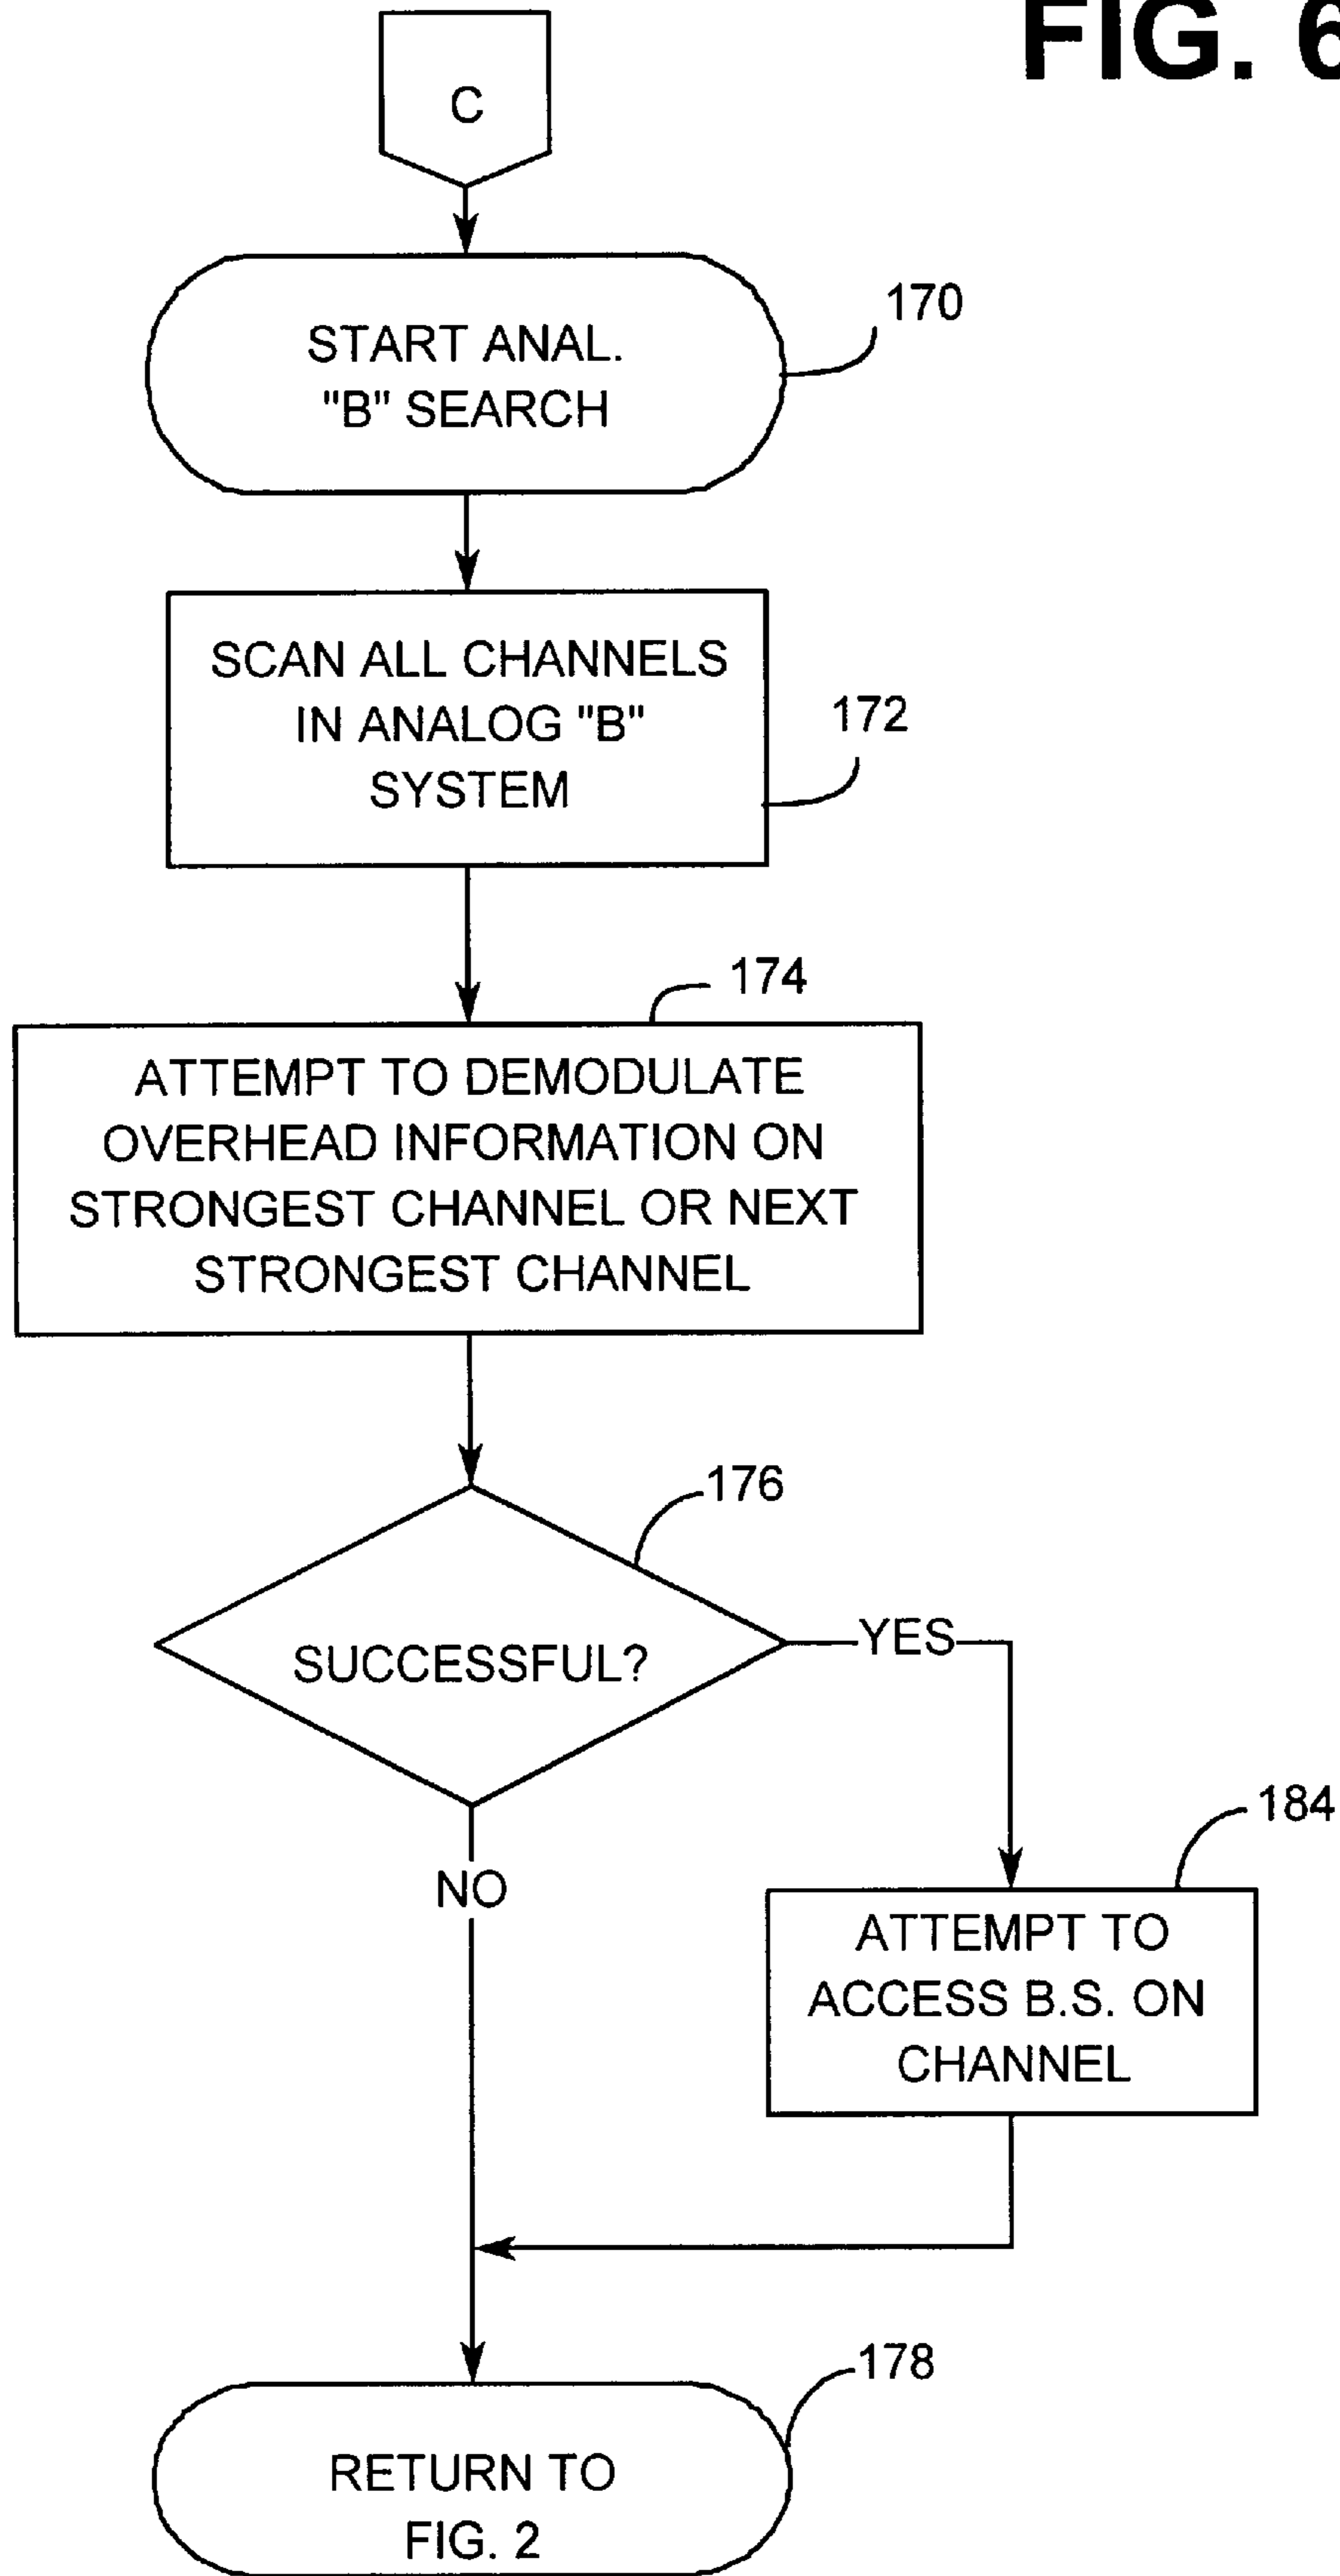 FIG. 6
C
START ANAL.
"B" SEARCH
170
SCAN ALL CHANNELS
IN ANALOG "B"
SYSTEM
172
174
ATTEMPT TO DEMODULATE
OVERHEAD INFORMATION ON
STRONGEST CHANNEL OR NEXT
STRONGEST CHANNEL
176
SUCCESSFUL?
YES
NO
184
ATTEMPT TO
ACCESS B.S. ON
CHANNEL
178
RETURN TO
FIG. 2